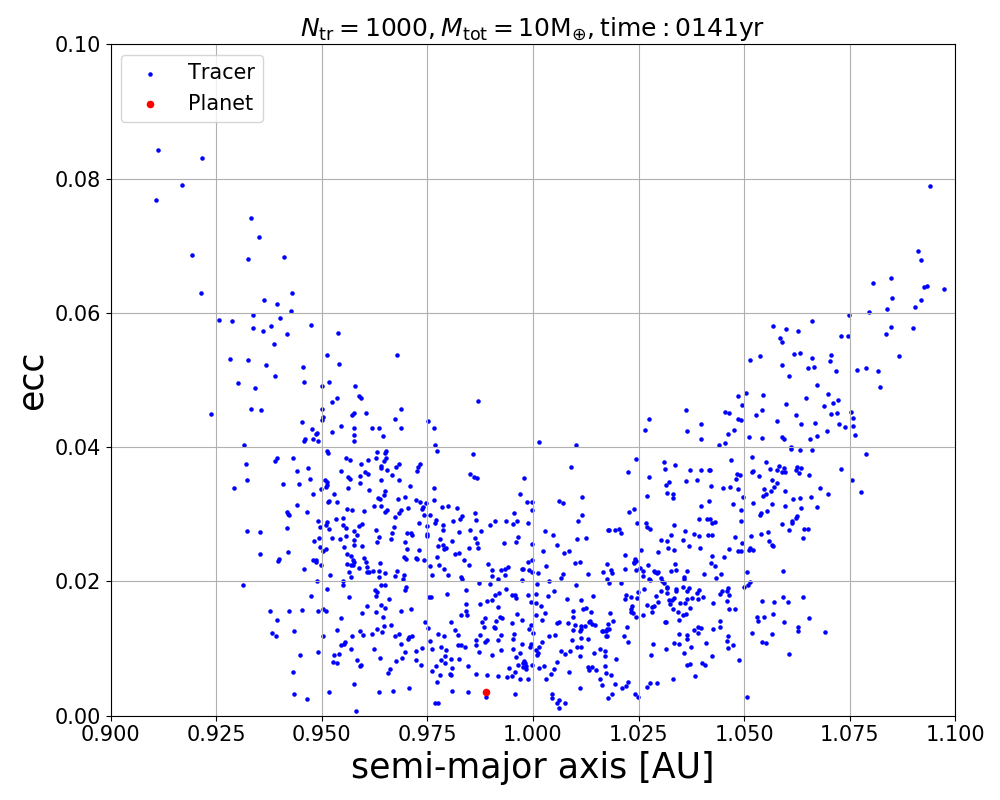 N_tr = 1000, M_tot = 10M_⊕, time : 0141yr
Tracer
Planet
0.10
0.08
0.06
0.04
0.02
0.00
ecc
0.900 0.925 0.950 0.975 1.000 1.025 1.050 1.075 1.100
semi-major axis [AU]